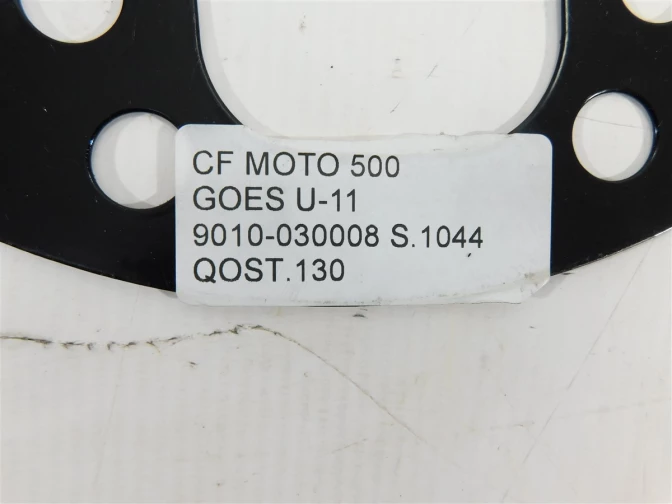 CF MOTO 500
GOES U-11
9010-030008 S.1044
QOST.130